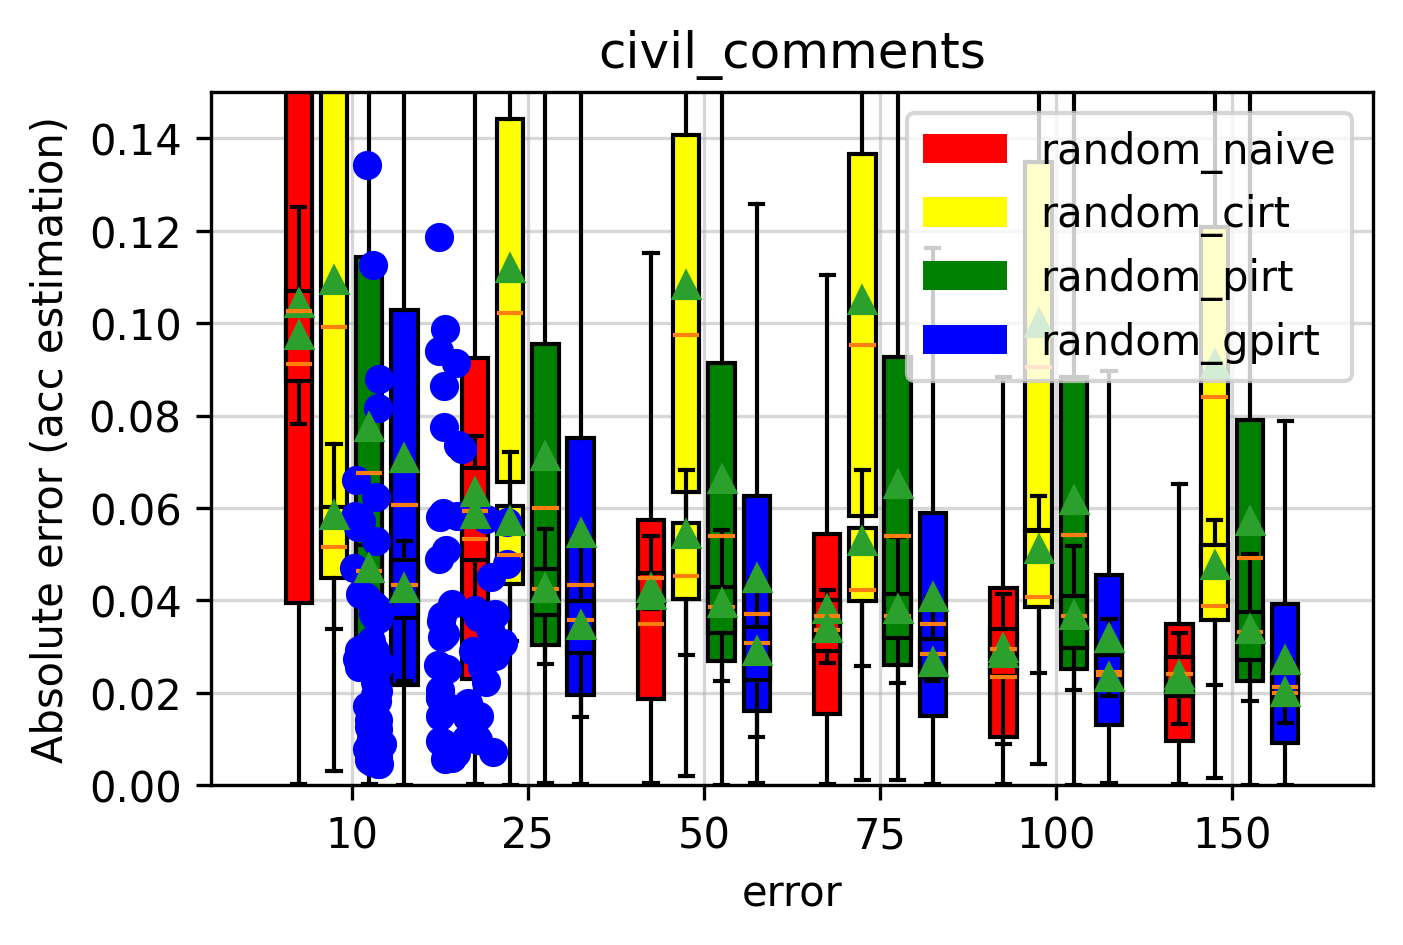 civil_comments
Absolute error (acc estimation)
0.14
0.12
0.10
0.08
0.06
0.04
0.02
0.00
random_naive
random_cirt
random_pirt
random_gpirt
10 25 50 75 100 150
error